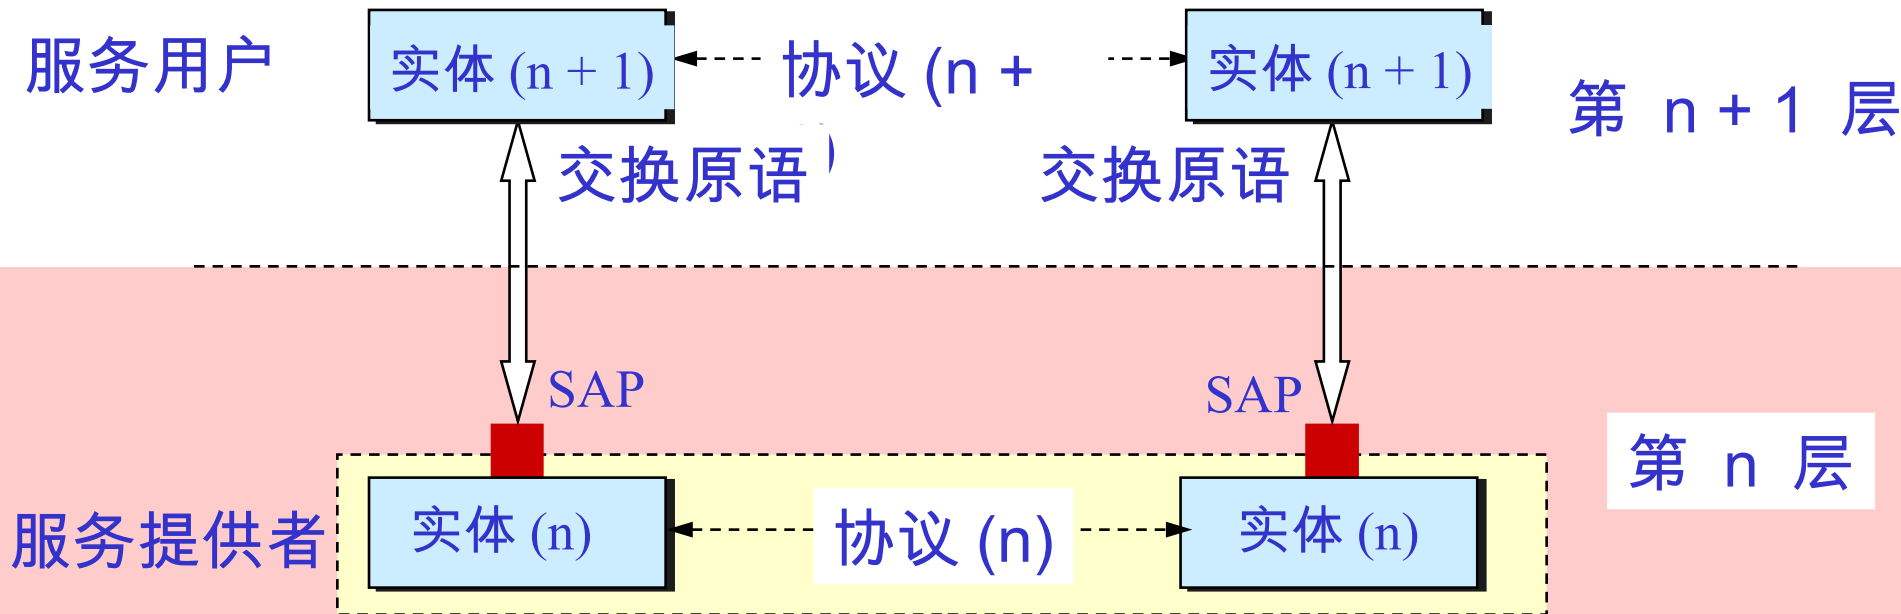 服务用户
实体 (n + 1)
协议 (n +
)
实体 (n + 1)
第 n + 1 层
交换原语
交换原语
SAP
SAP
第 n 层
服务提供者
实体 (n)
协议 (n)
实体 (n)